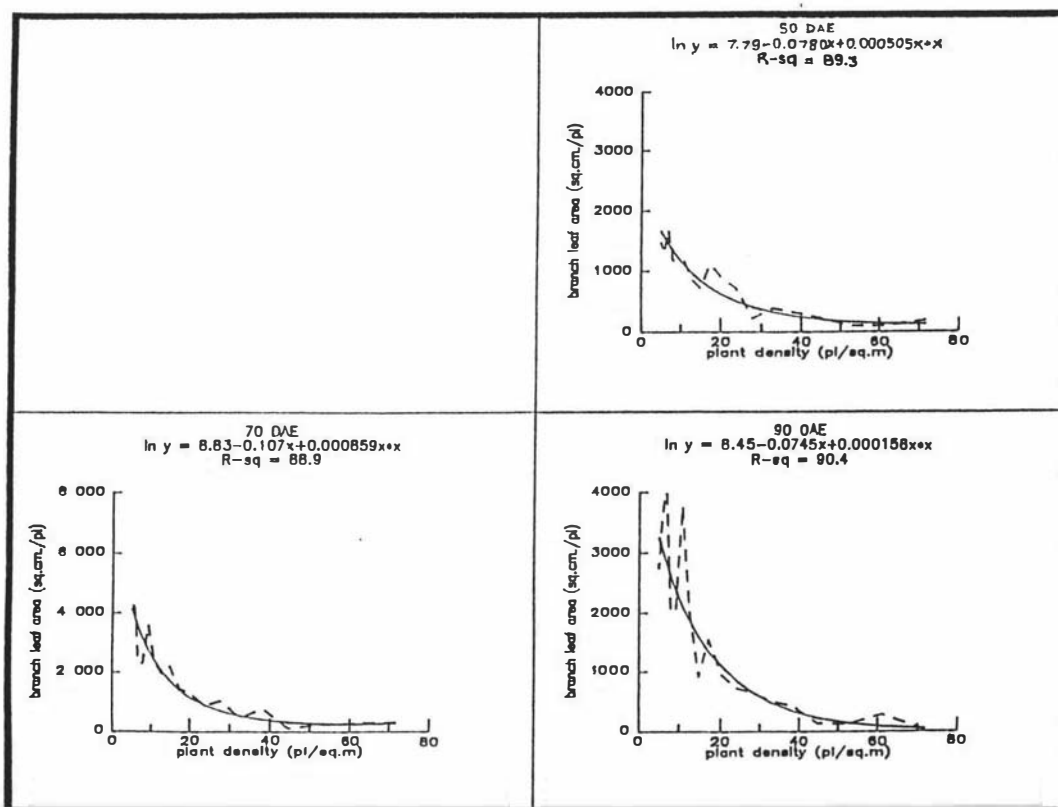 50 DAE
ln y = 7.79-0.0780x+0.000505x*x
R-sq = 89.3
4000
3000
2000
1000
0
branch leaf area (sq.cm/pl)
0 20 40 60 80
plant density (pl/sq.m)
70 DAE
ln y = 8.83-0.107x+0.000859x*x
R-sq = 88.9
8 000
6 000
4 000
2 000
0
branch leaf area (sq.cm./pl)
0 20 40 60 80
plant density (pl/sq.m)
90 DAE
ln y = 8.45-0.0745x+0.000158x*x
R-sq = 90.4
4000
3000
2000
1000
0
branch leaf area (sq.cm./pl)
0 20 40 60 80
plant density (pl/sq.m)